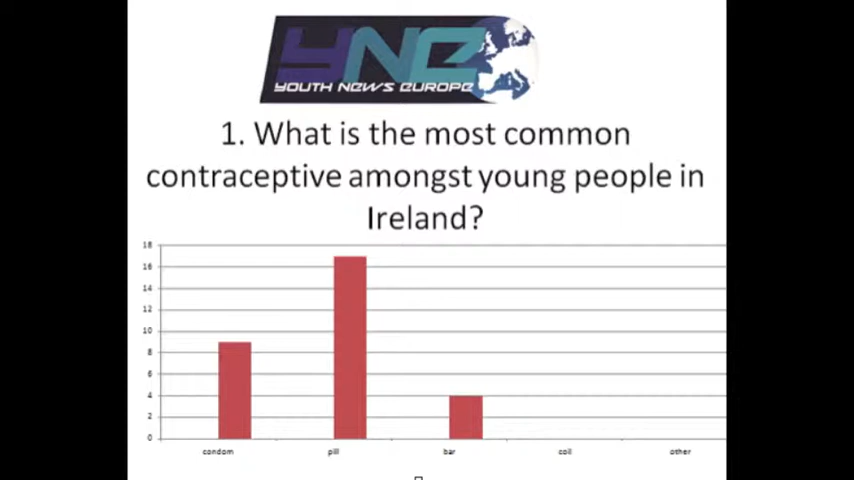 YNE
YOUTH NEWS EUROPE
1. What is the most common
contraceptive amongst young people in
Ireland?
18
16
14
12
10
8
6
4
2
0
condom pill bar coil other